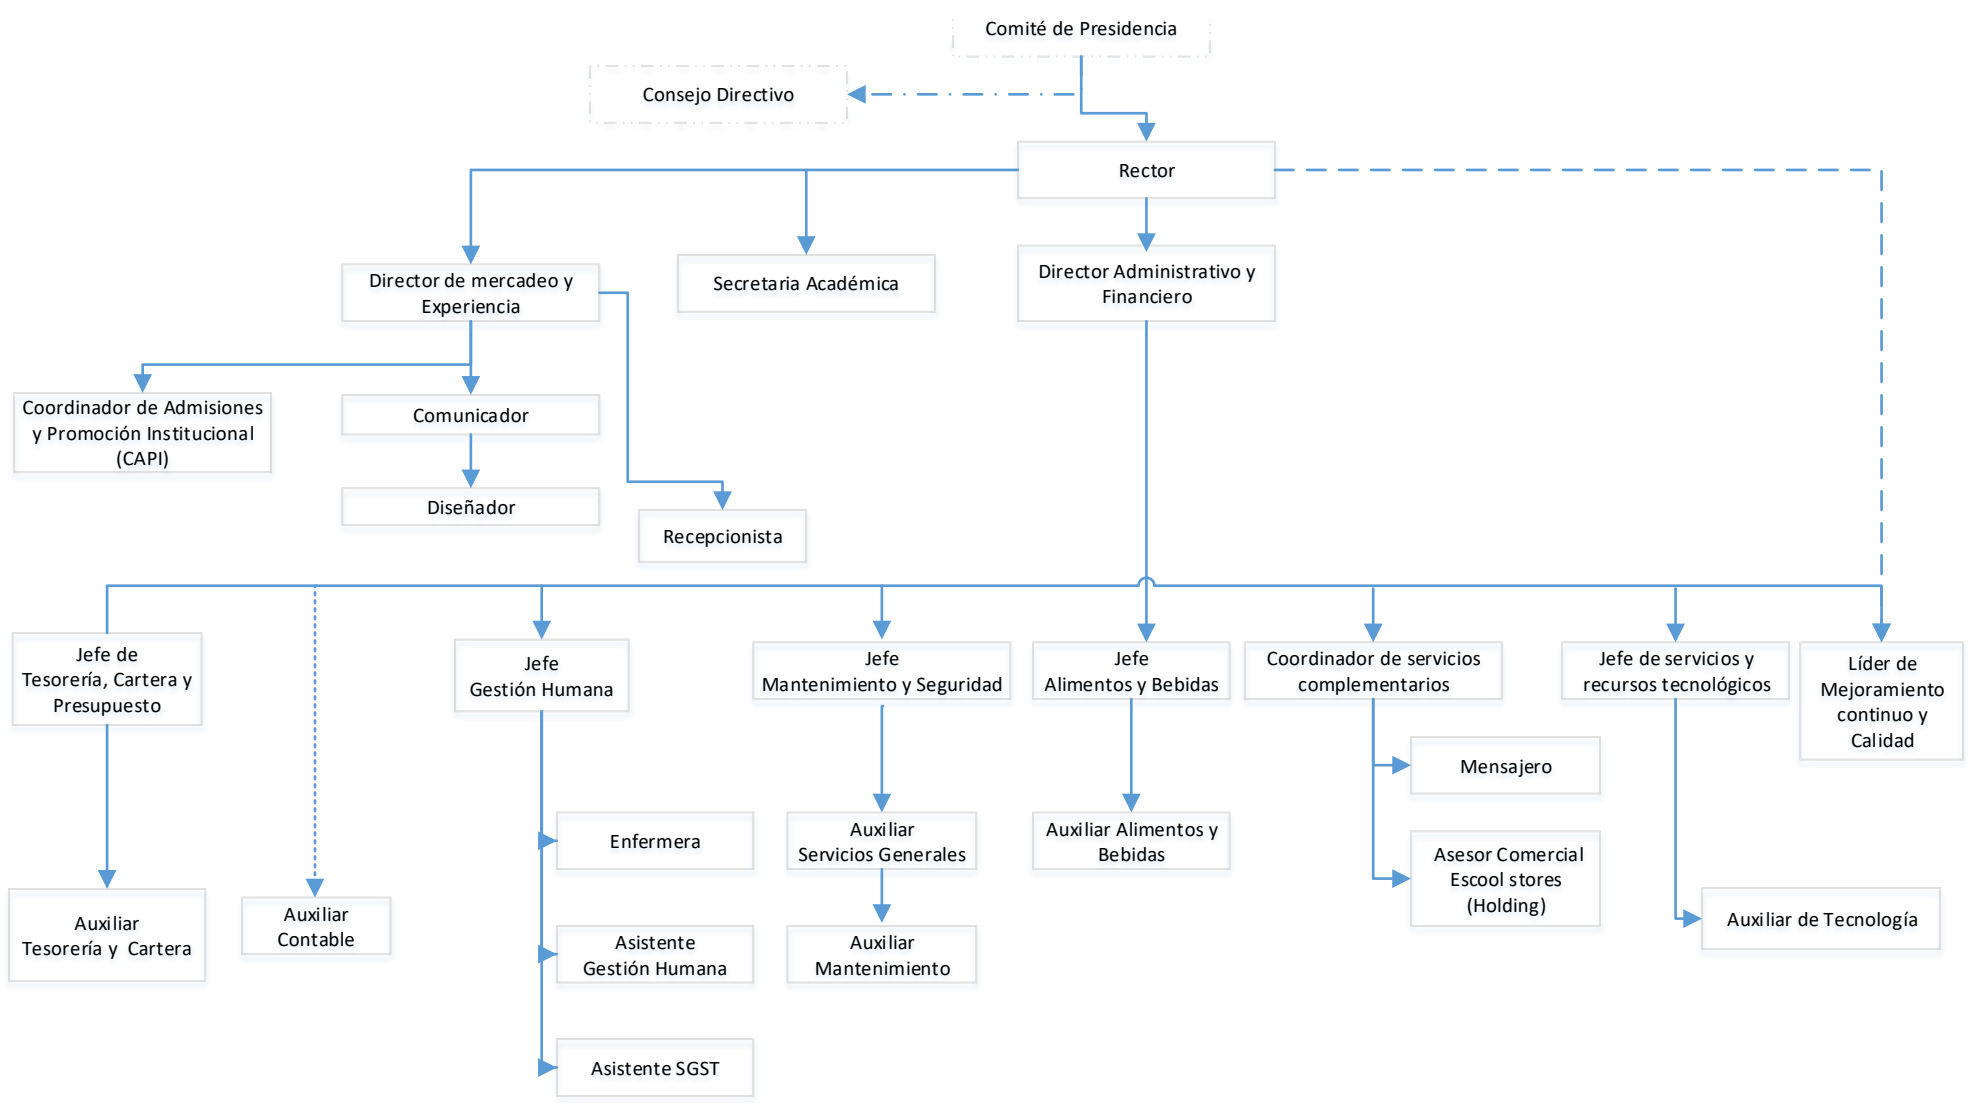 Comité de Presidencia
Consejo Directivo
Rector
Director de mercadeo y
Experiencia
Secretaria Académica
Director Administrativo y
Financiero
Coordinador de Admisiones
y Promoción Institucional
(CAPI)
Comunicador
Diseñador
Recepcionista
Jefe de
Tesorería, Cartera y
Presupuesto
Jefe
Gestión Humana
Jefe
Mantenimiento y Seguridad
Jefe
Alimentos y Bebidas
Coordinador de servicios
complementarios
Jefe de servicios y
recursos tecnológicos
Líder de
Mejoramiento
continuo y
Calidad
Mensajero
Enfermera
Auxiliar
Servicios Generales
Auxiliar Alimentos y
Bebidas
Asesor Comercial
Escool stores
(Holding)
Auxiliar
Tesorería y  Cartera
Auxiliar
Contable
Asistente
Gestión Humana
Auxiliar
Mantenimiento
Auxiliar de Tecnología
Asistente SGST